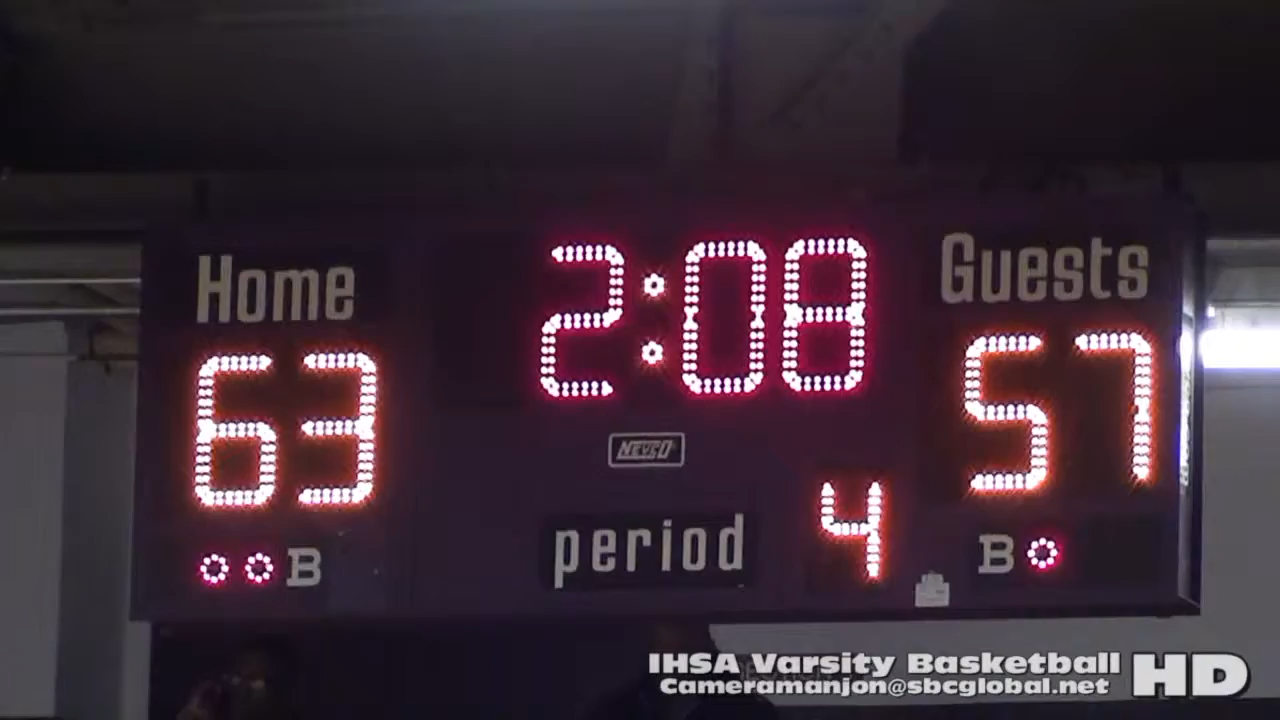 Home
2:08
Guests
63
57
NEVCO
period
4
B
B
IHSA Varsity Basketball HD
Cameramanjon@sbcglobal.net